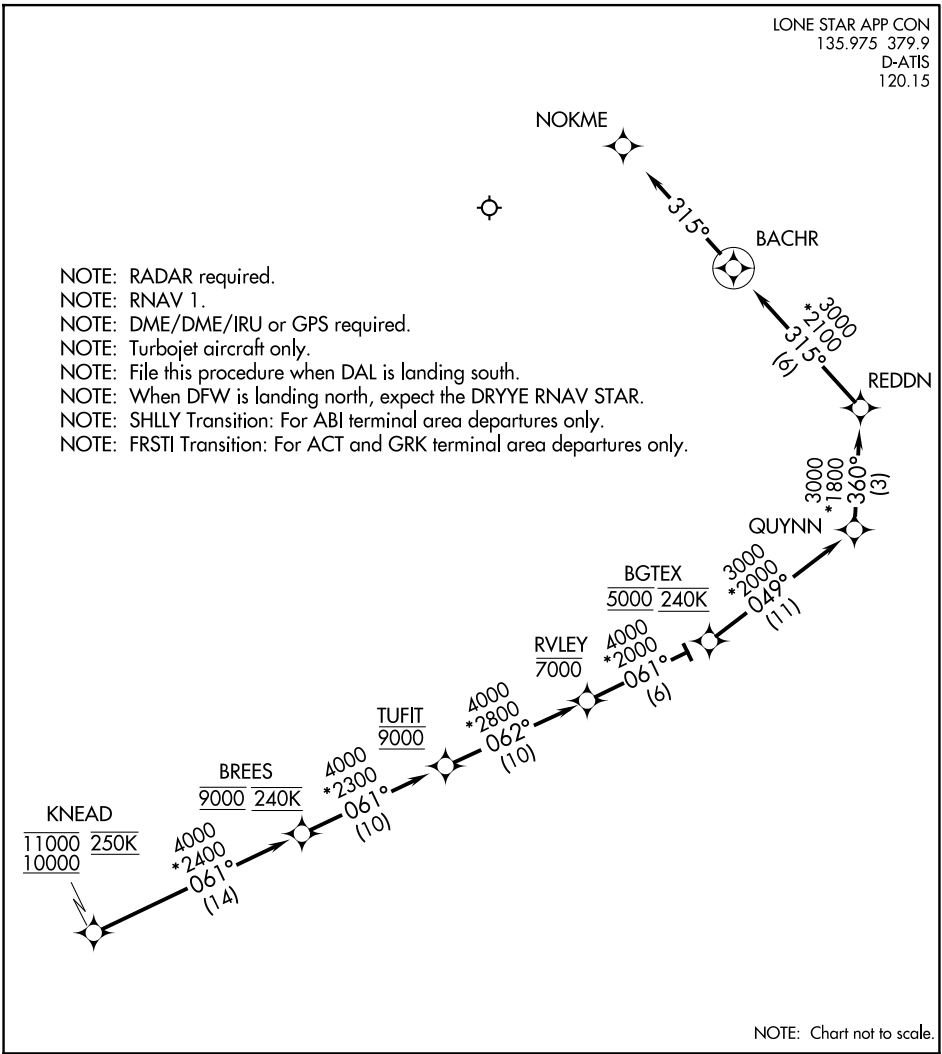 LONE STAR APP CON
135.975 379.9
D-ATIS
120.15
NOKME
315°
BACHR
NOTE: RADAR required.
NOTE: RNAV 1.
NOTE: DME/DME/IRU or GPS required.
NOTE: Turbojet aircraft only.
NOTE: File this procedure when DAL is landing south.
NOTE: When DFW is landing north, expect the DRYYE RNAV STAR.
NOTE: SHLLY Transition: For ABI terminal area departures only.
NOTE: FRSTI Transition: For ACT and GRK terminal area departures only.
3000
*2100
315°
(6)
REDDN
3000
*1800
360°
(3)
QUYNN
3000
*2000
049°
(11)
BGTEX
5000 240K
4000
*2000
061°
(6)
RVLEY
7000
4000
*2800
062°
(10)
TUFIT
9000
4000
*2300
061°
(10)
BREES
9000 240K
4000
*2400
061°
(14)
KNEAD
11000 250K
10000
NOTE: Chart not to scale.